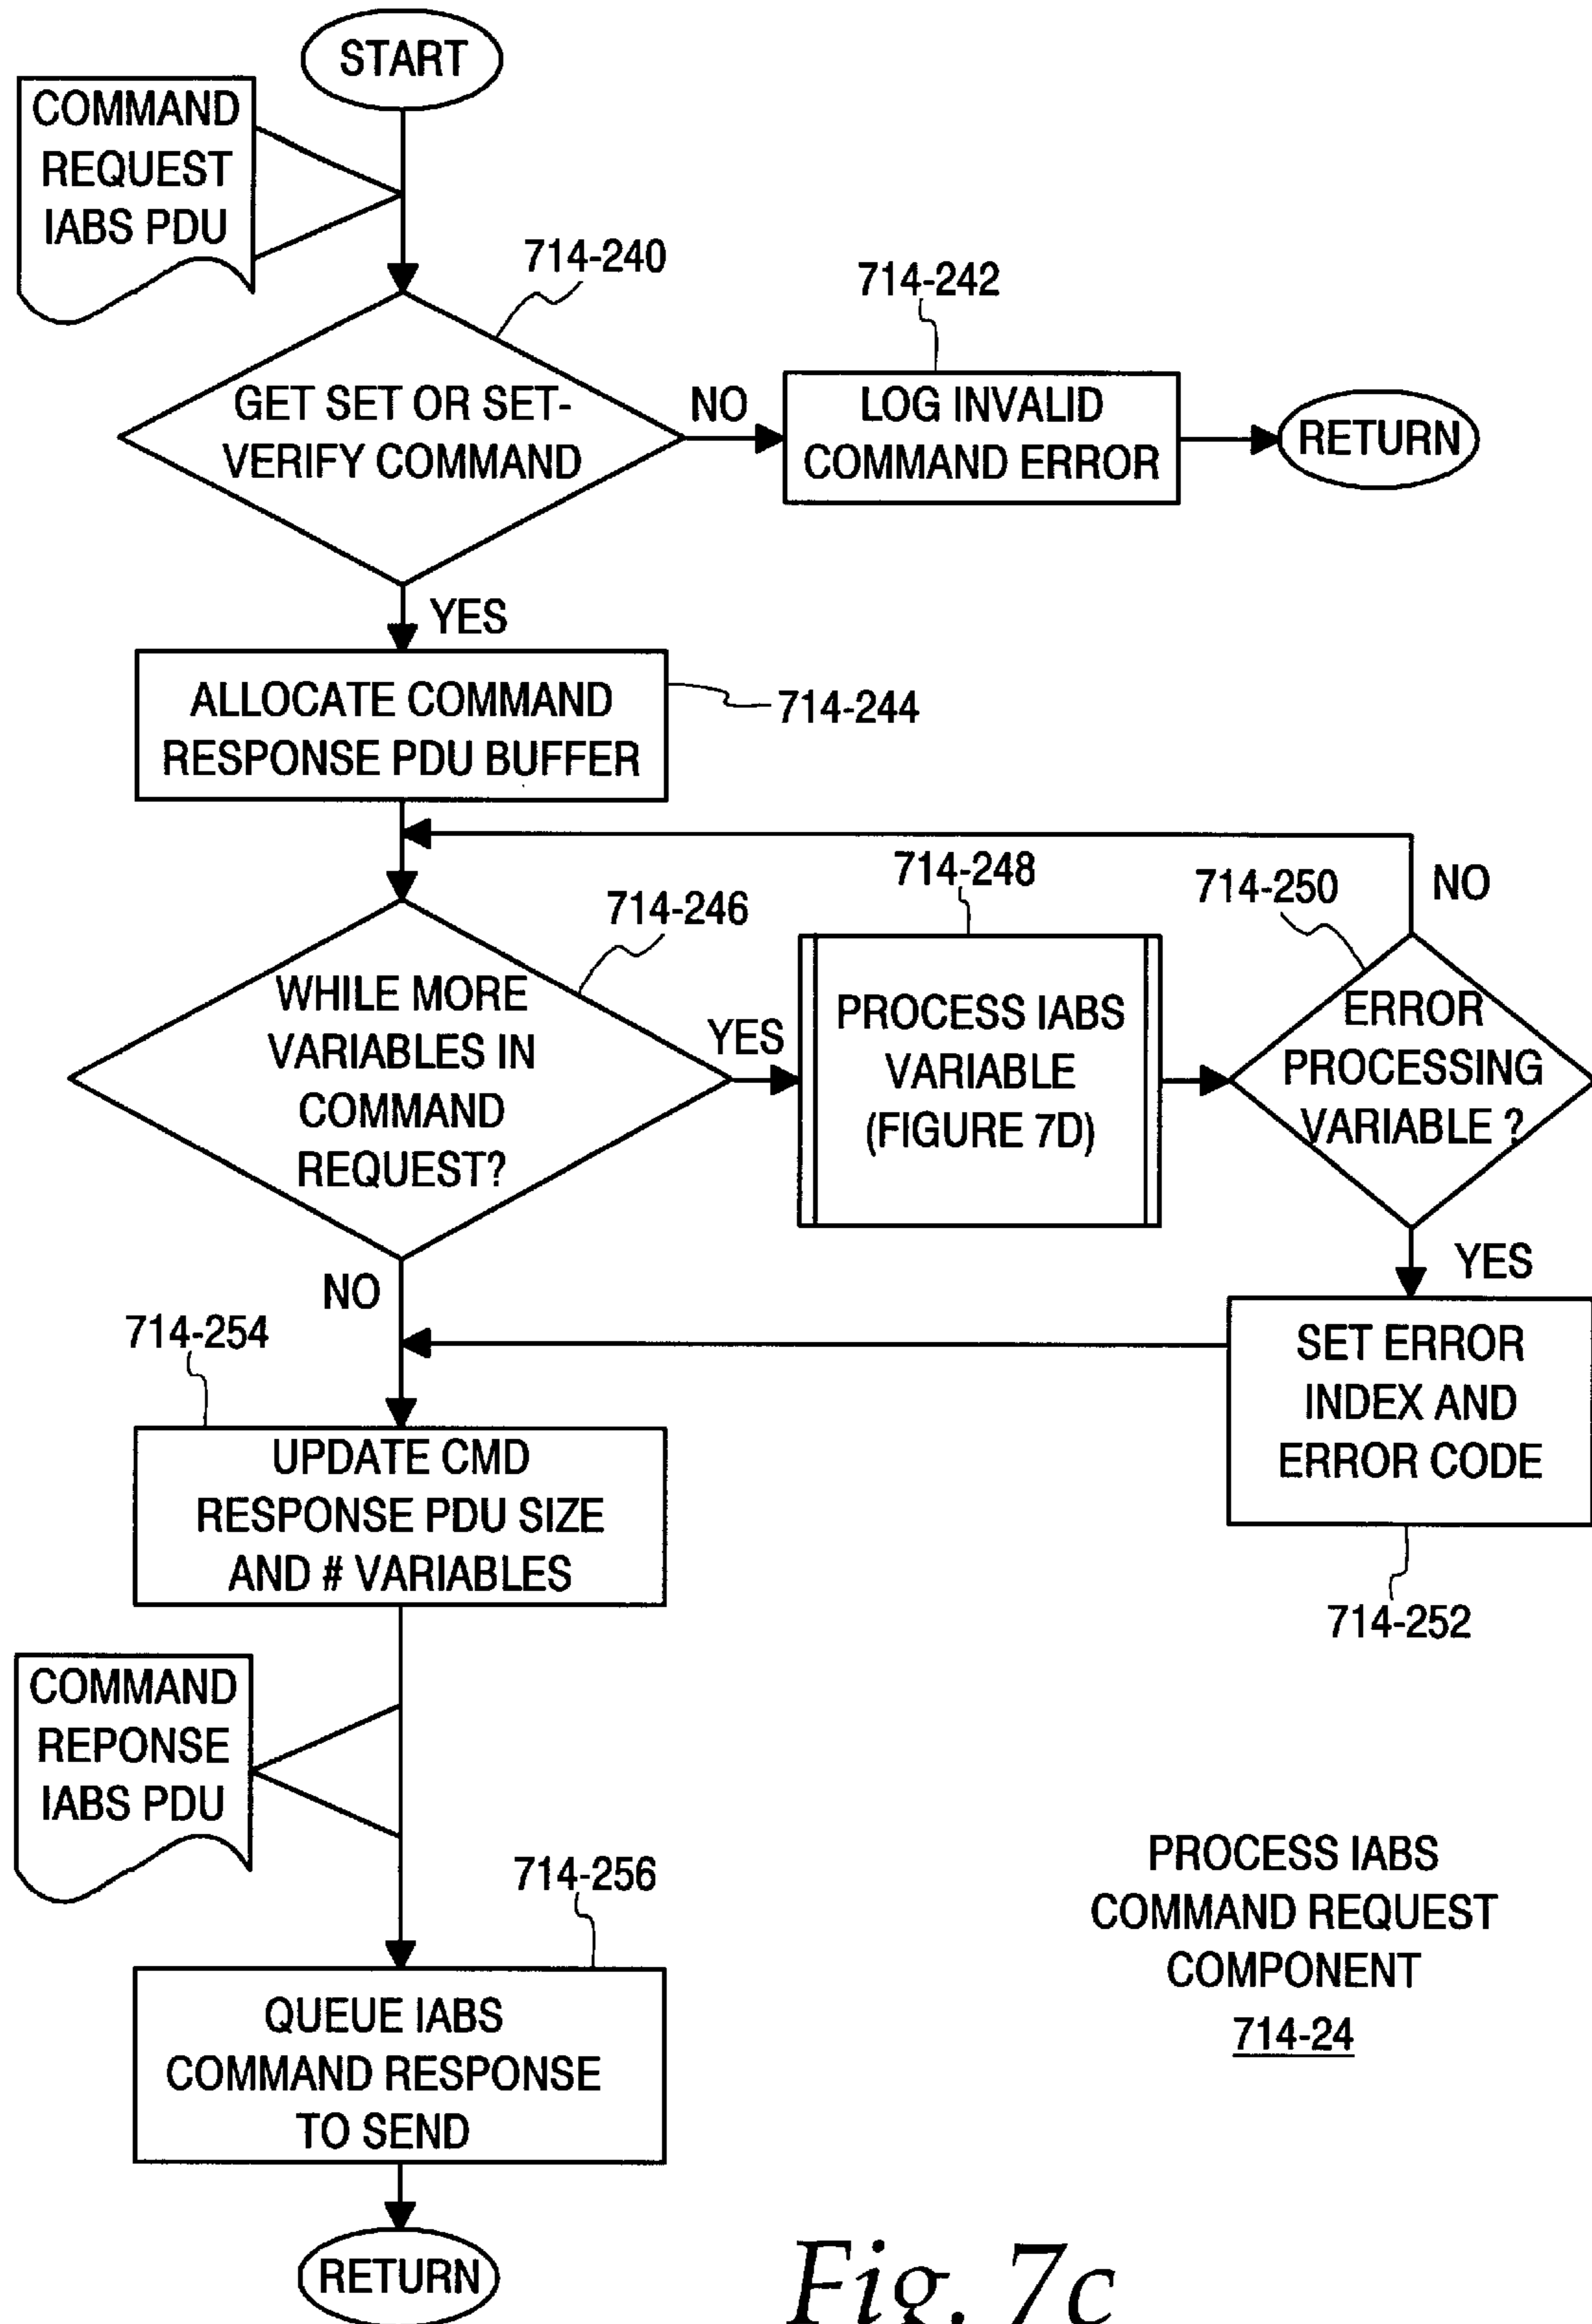 START
COMMAND
REQUEST
IABS PDU
714-240
714-242
GET SET OR SET-
VERIFY COMMAND
NO
LOG INVALID
COMMAND ERROR
RETURN
YES
ALLOCATE COMMAND
RESPONSE PDU BUFFER
714-244
714-246
714-248
714-250
NO
WHILE MORE
VARIABLES IN
COMMAND
REQUEST?
YES
PROCESS IABS
VARIABLE
(FIGURE 7D)
ERROR
PROCESSING
VARIABLE ?
NO
YES
714-254
SET ERROR
INDEX AND
ERROR CODE
714-252
UPDATE CMD
RESPONSE PDU SIZE
AND # VARIABLES
COMMAND
REPONSE
IABS PDU
714-256
QUEUE IABS
COMMAND RESPONSE
TO SEND
RETURN
PROCESS IABS
COMMAND REQUEST
COMPONENT
714-24
Fig. 7c